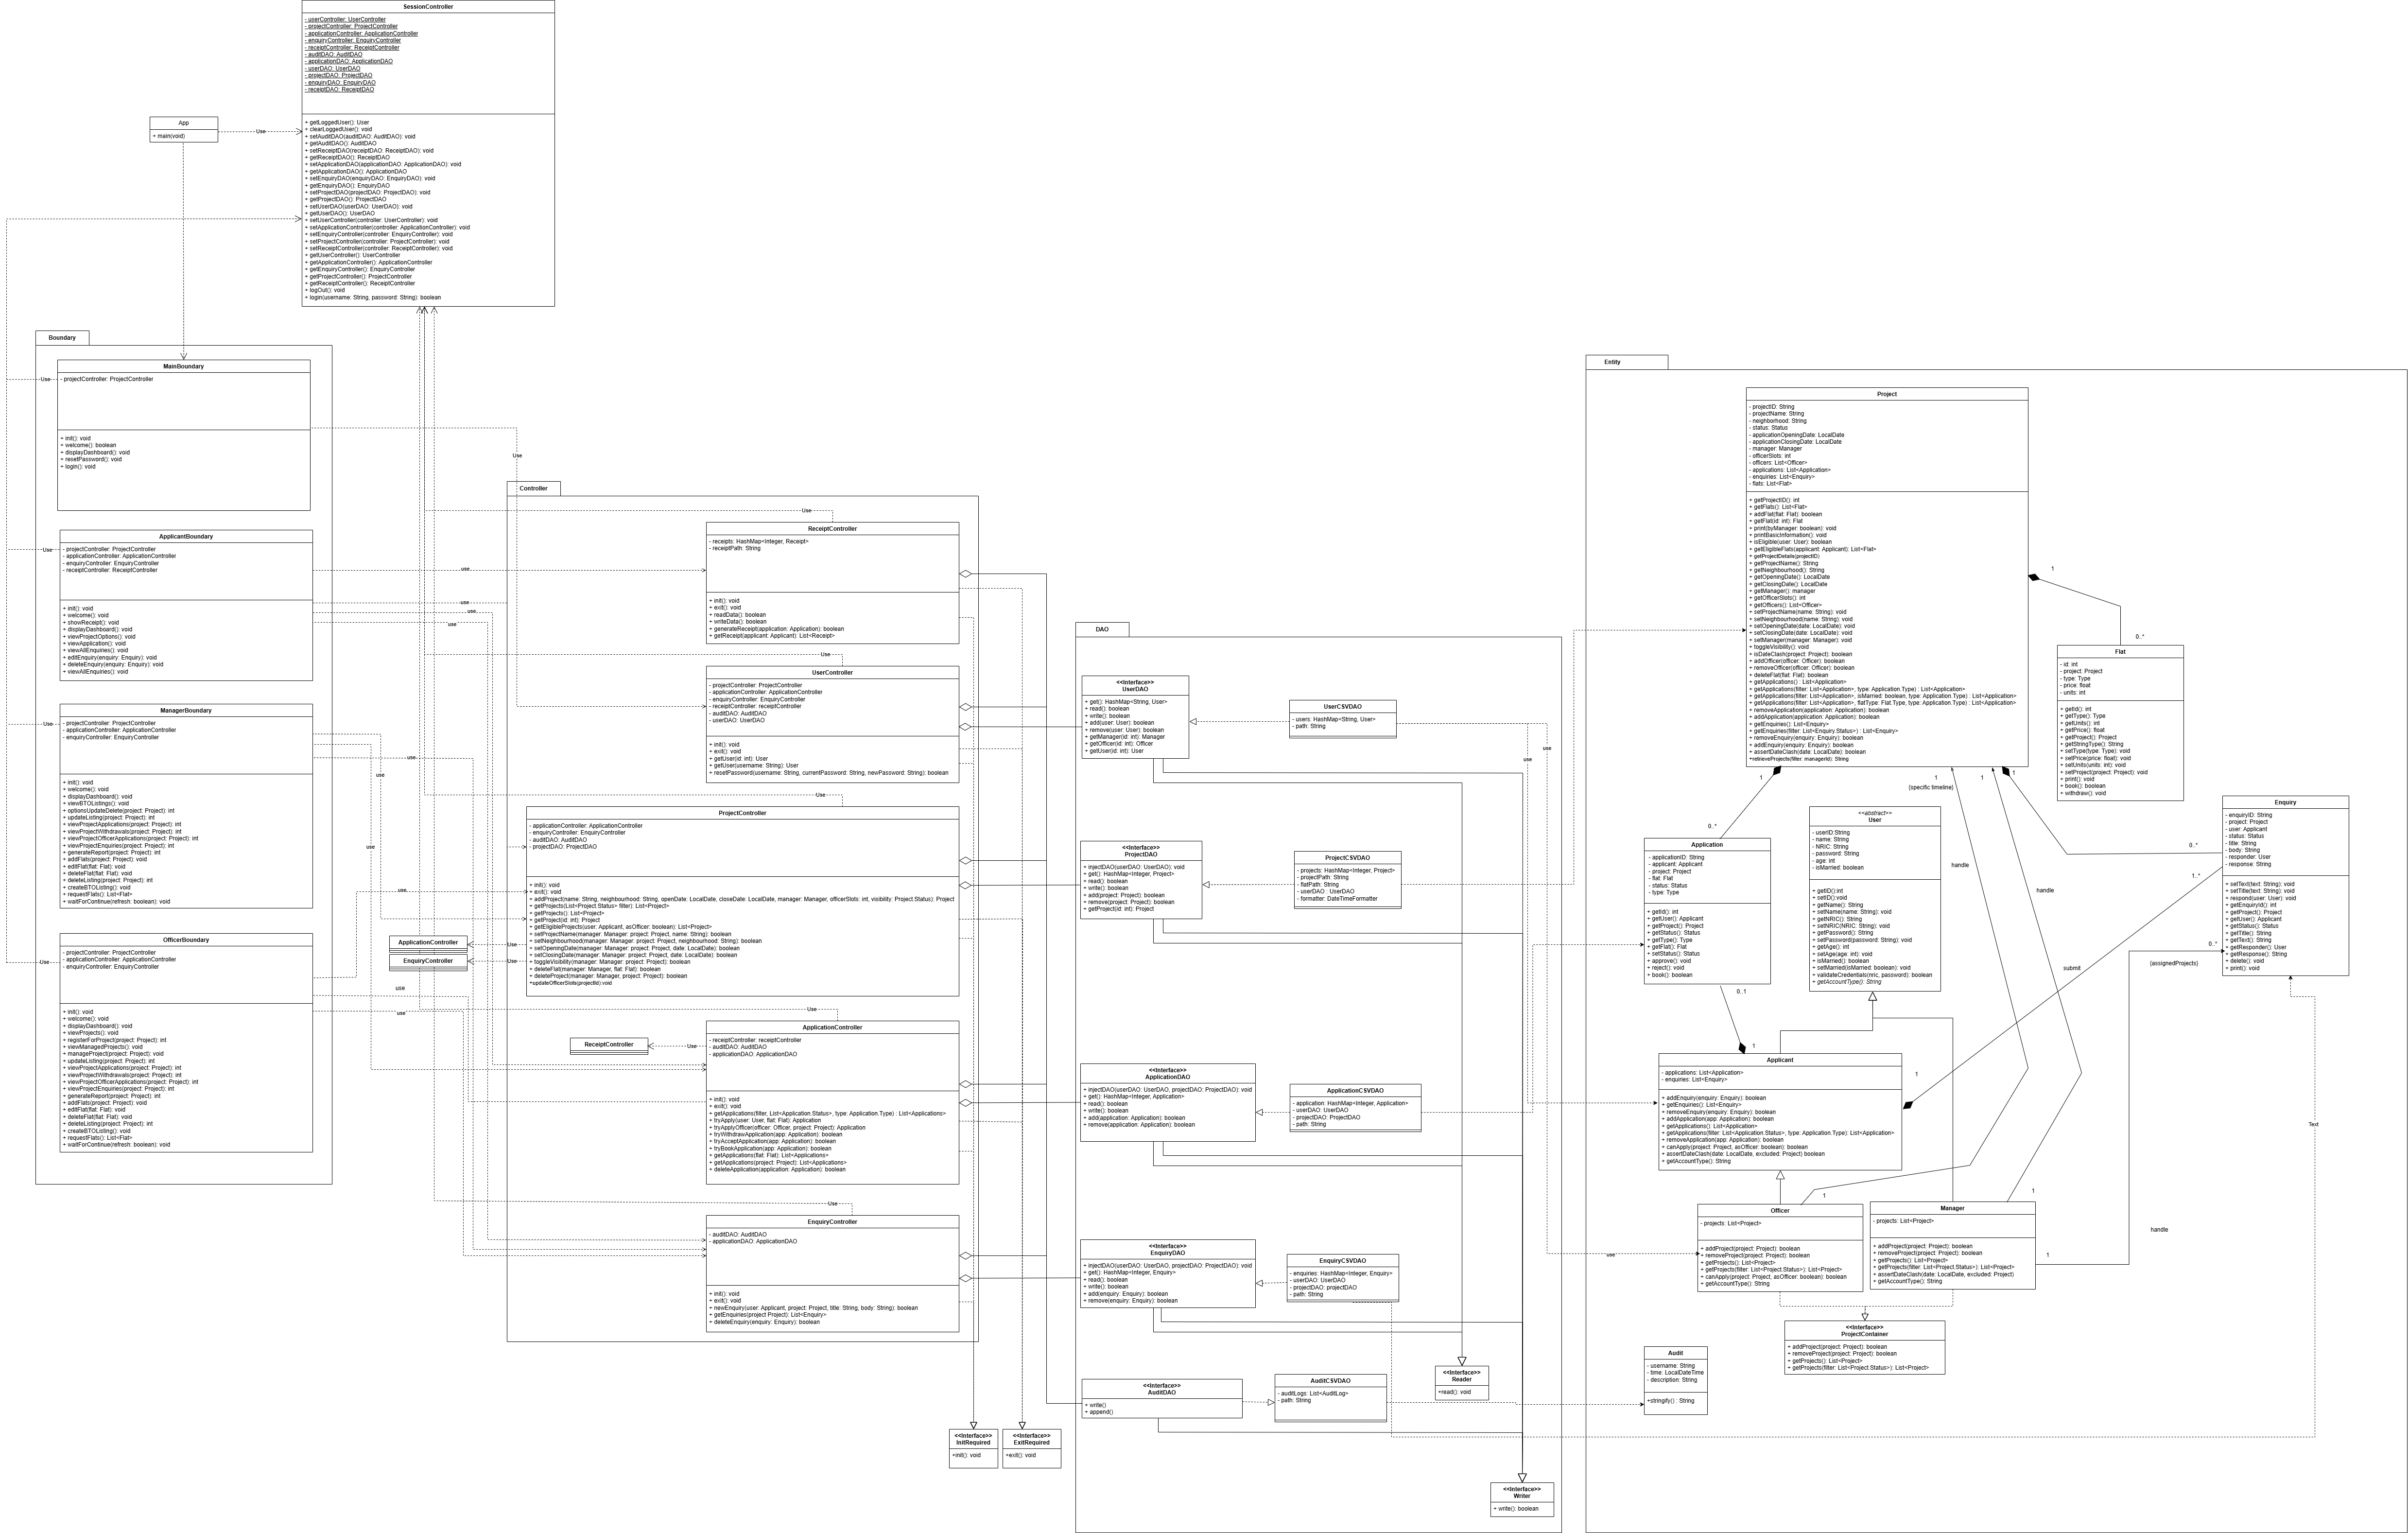 SessionController
- userController: UserController
- projectController: ProjectController
- applicationController: ApplicationController
- enquiryController: EnquiryController
- receiptController: ReceiptController
- auditDAO: AuditDAO
- applicationDAO: ApplicationDAO
- userDAO: UserDAO
- projectDAO: ProjectDAO
- enquiryDAO: EnquiryDAO
- receiptDAO: ReceiptDAO
+ getLoggedUser(): User
+ clearLoggedUser(): void
+ setAuditDAO(auditDAO: AuditDAO): void
+ getAuditDAO(): AuditDAO
+ setReceiptDAO(receiptDAO: ReceiptDAO): void
+ getReceiptDAO(): ReceiptDAO
+ setApplicationDAO(applicationDAO: ApplicationDAO): void
+ getApplicationDAO(): ApplicationDAO
+ setEnquiryDAO(enquiryDAO: EnquiryDAO): void
+ getEnquiryDAO(): EnquiryDAO
+ setProjectDAO(projectDAO: ProjectDAO): void
+ getProjectDAO(): ProjectDAO
+ setUserDAO(userDAO: UserDAO): void
+ getUserDAO(): UserDAO
+ setUserController(controller: UserController): void
+ setApplicationController(controller: ApplicationController): void
+ setEnquiryController(controller: EnquiryController): void
+ setProjectController(controller: ProjectController): void
+ setReceiptController(controller: ReceiptController): void
+ getUserController(): UserController
+ getApplicationController(): ApplicationController
+ getEnquiryController(): EnquiryController
+ getProjectController(): ProjectController
+ getReceiptController(): ReceiptController
+ logOut(): void
+ login(username: String, password: String): boolean
App
+ main(void)
Use
Boundary
MainBoundary
- projectController: ProjectController
+ init(): void
+ welcome(): boolean
+ displayDashboard(): void
+ resetPassword(): void
+ login(): void
Use
Use
ApplicantBoundary
- projectController: ProjectController
- applicationController: ApplicationController
- enquiryController: EnquiryController
- receiptController: ReceiptController
+ init(): void
+ welcome(): void
+ showReceipt(): void
+ displayDashboard(): void
+ viewProjectOptions(): void
+ viewApplication(): void
+ viewAllEnquiries(): void
+ editEnquiry(enquiry: Enquiry): void
+ deleteEnquiry(enquiry: Enquiry): void
+ viewAllEnquiries(): void
Use
use
use
use
use
ManagerBoundary
- projectController: ProjectController
- applicationController: ApplicationController
- enquiryController: EnquiryController
+ init(): void
+ welcome(): void
+ displayDashboard(): void
+ viewBTOListings(): void
+ optionsUpdateDelete(project: Project): int
+ updateListing(project: Project): int
+ viewProjectApplications(project: Project): int
+ viewProjectWithdrawals(project: Project): int
+ viewProjectOfficerApplications(project: Project): int
+ viewProjectEnquiries(project: Project): int
+ generateReport(project: Project): int
+ addFlats(project: Project): void
+ editFlat(flat: Flat): void
+ deleteFlat(flat: Flat): void
+ deleteListing(project: Project): int
+ createBTOListing(): void
+ requestFlats(): List<Flat>
+ waitForContinue(refresh: boolean): void
Use
use
use
use
OfficerBoundary
- projectController: ProjectController
- applicationController: ApplicationController
- enquiryController: EnquiryController
+ init(): void
+ welcome(): void
+ displayDashboard(): void
+ viewProjects(): void
+ registerForProject(project: Project): int
+ viewManagedProjects(): void
+ manageProject(project: Project): void
+ updateListing(project: Project): int
+ viewProjectApplications(project: Project): int
+ viewProjectWithdrawals(project: Project): int
+ viewProjectOfficerApplications(project: Project): int
+ viewProjectEnquiries(project: Project): int
+ generateReport(project: Project): int
+ addFlats(project: Project): void
+ editFlat(flat: Flat): void
+ deleteFlat(flat: Flat): void
+ deleteListing(project: Project): int
+ createBTOListing(): void
+ requestFlats(): List<Flat>
+ waitForContinue(refresh: boolean): void
Use
use
use
use
Controller
ReceiptController
- receipts: HashMap<Integer, Receipt>
- receiptPath: String
+ init(): void
+ exit(): void
+ readData(): boolean
+ writeData(): boolean
+ generateReceipt(application: Application): boolean
+ getReceipt(applicant: Applicant): List<Receipt>
Use
UserController
- projectController: ProjectController
- applicationController: ApplicationController
- enquiryController: EnquiryController
- receiptController: receiptController
- auditDAO: AuditDAO
- userDAO: UserDAO
+ init(): void
+ exit(): void
+ getUser(id: int): User
+ getUser(username: String): User
+ resetPassword(username: String, currentPassword: String, newPassword: String): boolean
Use
ProjectController
- applicationController: ApplicationController
- enquiryController: EnquiryController
- auditDAO: AuditDAO
- projectDAO: ProjectDAO
+ init(): void
+ exit(): void
+ addProject(name: String, neighbourhood: String, openDate: LocalDate, closeDate: LocalDate, manager: Manager, officerSlots: int, visibility: Project.Status): Project
+ getProjects(List<Project.Status> filter): List<Project>
+ getProjects(): List<Project>
+ getProject(id: int): Project
+ getEligibleProjects(user: Applicant, asOfficer: boolean): List<Project>
+ setProjectName(manager: Manager: project: Project, name: String): boolean
+ setNeighbourhood(manager: Manager: project: Project, neighbourhood: String): boolean
+ setOpeningDate(manager: Manager: project: Project, date: LocalDate): boolean
+ setClosingDate(manager: Manager: project: Project, date: LocalDate): boolean
+ toggleVisibility(manager: Manager: project: Project): boolean
+ deleteFlat(manager: Manager, flat: Flat): boolean
+ deleteProject(manager: Manager, project: Project): boolean
+updateOfficerSlots(projectId):void
Use
ApplicationController
Use
EnquiryController
Use
ApplicationController
- receiptController: receiptController
- auditDAO: AuditDAO
- applicationDAO: ApplicationDAO
+ init(): void
+ exit(): void
+ getApplications(filter, List<Application.Status>, type: Application.Type) : List<Applications>
+ tryApply(user: User, flat: Flat): Application
+ tryApplyOfficer(officer: Officer, project: Project): Application
+ tryWithdrawApplication(app: Application): boolean
+ tryAcceptApplication(app: Application): boolean
+ tryBookApplication(app: Application): boolean
+ getApplications(flat: Flat): List<Applications>
+ getApplications(project: Project): List<Applications>
+ deleteApplication(application: Application): boolean
Use
ReceiptController
Use
EnquiryController
- auditDAO: AuditDAO
- applicationDAO: ApplicationDAO
+ init(): void
+ exit(): void
+ newEnquiry(user: Applicant, project: Project, title: String, body: String): boolean
+ getEnquiries(project Project): List<Enquiry>
+ deleteEnquiry(enquiry: Enquiry): boolean
Use
<<Interface>>
InitRequired
+init(): void
<<Interface>>
ExitRequired
+exit(): void
DAO
<<Interface>>
UserDAO
+ get(): HashMap<String, User>
+ read(): boolean
+ write(): boolean
+ add(user: User): boolean
+ remove(user: User): boolean
+ getManager(id: int): Manager
+ getOfficer(id: int): Officer
+ getUser(id: int): User
UserCSVDAO
- users: HashMap<String, User>
- path: String
<<Interface>>
ProjectDAO
+ injectDAO(userDAO: UserDAO): void
+ get(): HashMap<Integer, Project>
+ read(): boolean
+ write(): boolean
+ add(project: Project): boolean
+ remove(project: Project): boolean
+ getProject(id: int): Project
ProjectCSVDAO
- projects: HashMap<Integer, Project>
- projectPath: String
- flatPath: String
- userDAO : UserDAO
- formatter: DateTimeFormatter
<<Interface>>
ApplicationDAO
+ injectDAO(userDAO: UserDAO, projectDAO: ProjectDAO): void
+ get(): HashMap<Integer, Application>
+ read(): boolean
+ write(): boolean
+ add(application: Application): boolean
+ remove(application: Application): boolean
ApplicationCSVDAO
- application: HashMap<Integer, Application>
- userDAO: UserDAO
- projectDAO: ProjectDAO
- path: String
<<Interface>>
EnquiryDAO
+ injectDAO(userDAO: UserDAO, projectDAO: ProjectDAO): void
+ get(): HashMap<Integer, Enquiry>
+ read(): boolean
+ write(): boolean
+ add(enquiry: Enquiry): boolean
+ remove(enquiry: Enquiry): boolean
EnquiryCSVDAO
- enquiries: HashMap<Integer, Enquiry>
- userDAO: UserDAO
- projectDAO: projectDAO
- path: String
<<Interface>>
AuditDAO
+ write()
+ append()
AuditCSVDAO
- auditLogs: List<AuditLog>
- path: String
<<Interface>>
Reader
+read(): void
<<Interface>>
Writer
+ write(): boolean
use
use
use
Text
Entity
Project
- projectID: String
- projectName: String
- neighborhood: String
- status: Status
- applicationOpeningDate: LocalDate
- applicationClosingDate: LocalDate
- manager: Manager
- officerSlots: int
- officers: List<Officer>
- applications: List<Application>
- enquiries: List<Enquiry>
- flats: List<Flat>
+ getProjectID(): int
+ getFlats(): List<Flat>
+ addFlat(flat: Flat): boolean
+ getFlat(id: int): Flat
+ print(byManager: boolean): void
+ printBasicInformation(): void
+ isEligible(user: User): boolean
+ getEligibleFlats(applicant: Applicant): List<Flat>
+ getProjectDetails(projectID)
+ getProjectName(): String
+ getNeighbourhood(): String
+ getOpeningDate(): LocalDate
+ getClosingDate(): LocalDate
+ getManager(): manager
+ getOfficerSlots(): int
+ getOfficers(): List<Officer>
+ setProjectName(name: String): void
+ setNeighbourhood(name: String): void
+ setOpeningDate(date: LocalDate): void
+ setClosingDate(date: LocalDate): void
+ setManager(manager: Manager): void
+ toggleVisibility(): void
+ isDateClash(project: Project): boolean
+ addOfficer(officer: Officer): boolean
+ removeOfficer(officer: Officer): boolean
+ deleteFlat(flat: Flat): boolean
+ getApplications() : List<Application>
+ getApplications(filter: List<Application>, type: Application.Type) : List<Application>
+ getApplications(filter: List<Application>, isMarried: boolean, type: Application.Type) : List<Application>
+ getApplications(filter: List<Application>, flatType: Flat.Type, type: Application.Type) : List<Application>
+ removeApplication(application: Application): boolean
+ addApplication(application: Application): boolean
+ getEnquiries(): List<Enquiry>
+ getEnquiries(filter: List<Enquiry.Status>) : List<Enquiry>
+ removeEnquiry(enquiry: Enquiry): boolean
+ addEnquiry(enquiry: Enquiry): boolean
+ assertDateClash(date: LocalDate): boolean
+retrieveProjects(filter: managerId): String
1
0..*
Flat
- id: int
- project: Project
- type: Type
- price: float
- units: int
+ getId(): int
+ getType(): Type
+ getUnits(): int
+ getPrice(): float
+ getProject(): Project
+ getStringType(): String
+ setType(type: Type): void
+ setPrice(price: float): void
+ setUnits(units: int): void
+ setProject(project: Project): void
+ print(): void
+ book(): boolean
+ withdraw(): void
1
1
1
1
{specific timeline}
0..*
Application
- applicationID: String
- applicant: Applicant
- project: Project
- flat: Flat
- status: Status
- type: Type
+ getId(): int
+ getUser(): Applicant
+ getProject(): Project
+ getStatus(): Status
+ getType(): Type
+ getFlat(): Flat
+ setStatus(): Status
+ approve(): void
+ reject(): void
+ book(): boolean
0..1
1
<<abstract>>
User
- userID:String
- name: String
- NRIC: String
- password: String
- age: int
- isMarried: boolean
+ getID():int
+ setID():void
+ getName(): String
+ setName(name: String): void
+ getNRIC(): String
+ setNRIC(NRIC: String): void
+ getPassword(): String
+ setPassword(password: String): void
+ getAge(): int
+ setAge(age: int): void
+ isMarried(): boolean
+ setMarried(isMarried: boolean): void
+ validateCredentials(nric, password): boolean
+ getAccountType(): String
handle
handle
submit
0..*
1..*
Enquiry
- enquiryID: String
- project: Project
- user: Applicant
- status: Status
- title: String
- body: String
- responder: User
- response: String
+ setText(text: String): void
+ setTitle(text: String): void
+ respond(user: User): void
+ getEnquiryId(): int
+ getProject(): Project
+ getUser(): Applicant
+ getStatus(): Status
+ getTitle(): String
+ getText(): String
+ getResponder(): User
+ getResponse(): String
+ delete(): void
+ print(): void
0..*
{assignedProjects}
Applicant
- applications: List<Application>
- enquiries: List<Enquiry>
+ addEnquiry(enquiry: Enquiry): boolean
+ getEnquiries(): List<Enquiry>
+ removeEnquiry(enquiry: Enquiry): boolean
+ addApplication(app: Application): boolean
+ getApplications(): List<Application>
+ getApplications(filter: List<Application.Status>, type: Application.Type): List<Application>
+ removeApplication(app: Application): boolean
+ canApply(project: Project, asOfficer: boolean): boolean
+ assertDateClash(date: LocalDate, excluded: Project) boolean
+ getAccountType(): String
1
1
1
Officer
- projects: List<Project>
+ addProject(project: Project): boolean
+ removeProject(project: Project): boolean
+ getProjects(): List<Project>
+ getProjects(filter: List<Project.Status>): List<Project>
+ canApply(project: Project, asOfficer: boolean): boolean
+ getAccountType(): String
Manager
- projects: List<Project>
+ addProject(project: Project): boolean
+ removeProject(project: Project): boolean
+ getProjects(): List<Project>
+ getProjects(filter: List<Project.Status>): List<Project>
+ assertDateClash(date: LocalDate, excluded: Project)
+ getAccountType(): String
1
handle
<<Interface>>
ProjectContainer
+ addProject(project: Project): boolean
+ removeProject(project: Project): boolean
+ getProjects(): List<Project>
+ getProjects(filter: List<Project.Status>): List<Project>
Audit
- username: String
- time: LocalDateTime
- description: String
+stringify() : String